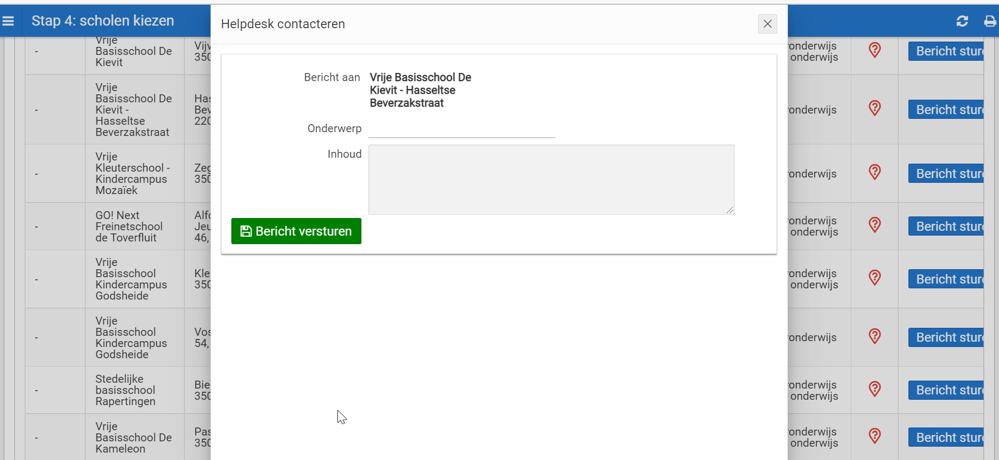 Stap 4: scholen kiezen
Helpdesk contacteren
Bericht aan
Vrije Basisschool De
Kievit - Hasseltse
Beverzakstraat
Onderwerp
Inhoud
Bericht versturen
-
Vrije
Basisschool De
Kievit
350
onderwijs
onderwijs
Bericht stur
-
Vrije
Basisschool De
Kievit -
Hasseltse
Beverzakstraat
Has
Bev
220
onderwijs
Bericht stur
-
Vrije
Kleuterschool -
Kindercampus
Mozaïek
Zeg
350
onderwijs
Bericht stur
-
GO! Next
Freinetschool
de Toverfluit
Alfo
Jeu
46,
onderwijs
onderwijs
Bericht stur
-
Vrije
Basisschool
Kindercampus
Godsheide
Kle
350
onderwijs
onderwijs
Bericht stur
-
Vrije
Basisschool
Kindercampus
Godsheide
Vos
54,
onderwijs
Bericht stur
-
Stedelijke
basisschool
Rapertingen
Bie
350
onderwijs
onderwijs
Bericht stur
-
Vrije
Basisschool De
Kameleon
Pas
350
onderwijs
onderwijs
Bericht stur